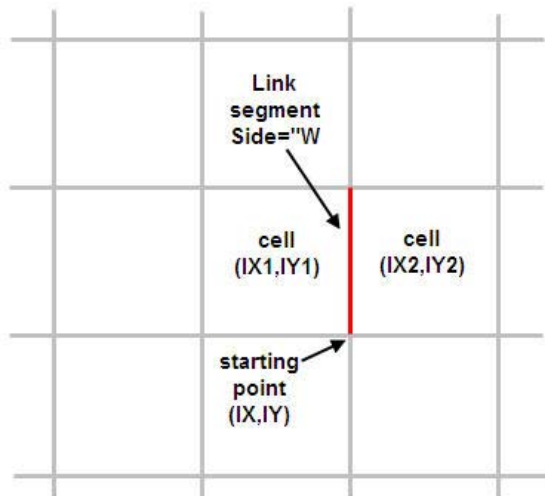 Link
segment
Side="W
cell
(IX1,IY1)
cell
(IX2,IY2)
starting
point
(IX,IY)